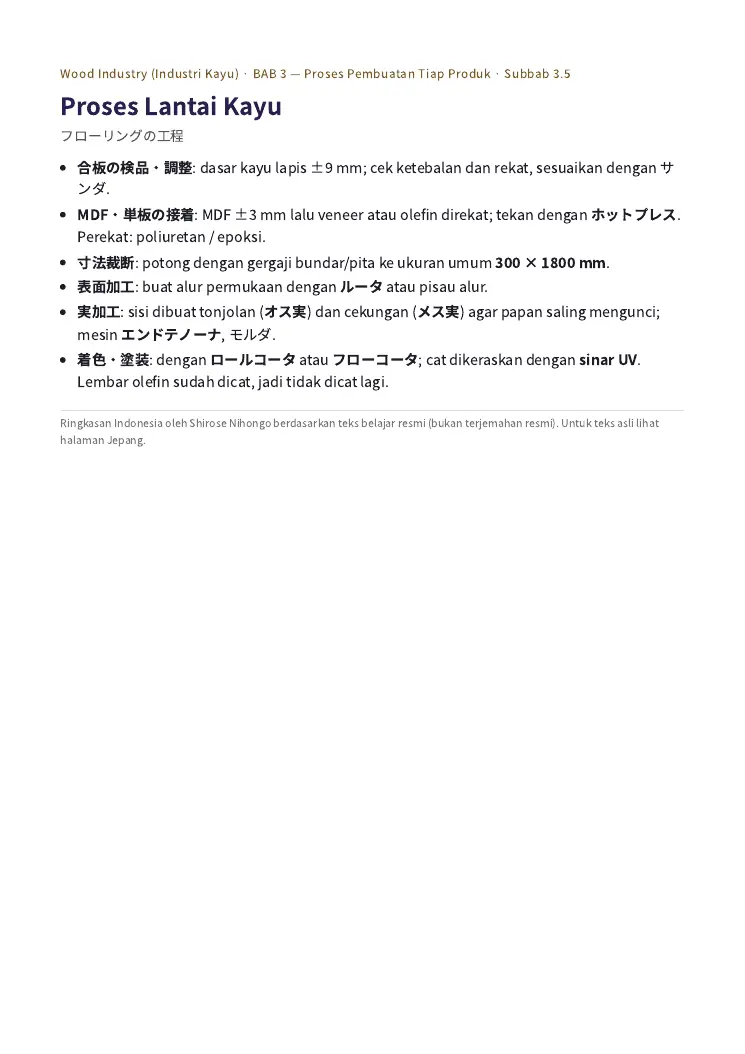 Wood Industry (Industri Kayu) · BAB 3 — Proses Pembuatan Tiap Produk · Subbab 3.5
Proses Lantai Kayu
フローリングの工程
• 合板の検品・調整: dasar kayu lapis ±9 mm; cek ketebalan dan rekat, sesuaikan dengan サ
ンダ.
• MDF・単板の接着: MDF ±3 mm lalu veneer atau olefin direkat; tekan dengan ホットプレス.
Perekat: poliuretan / epoksi.
• 寸法裁断: potong dengan gergaji bundar/pita ke ukuran umum 300 × 1800 mm.
• 表面加工: buat alur permukaan dengan ルータ atau pisau alur.
• 実加工: sisi dibuat tonjolan (オス実) dan cekungan (メス実) agar papan saling mengunci;
mesin エンドテノーナ, モルダ.
• 着色・塗装: dengan ロールコータ atau フローコータ; cat dikeraskan dengan sinar UV.
Lembar olefin sudah dicat, jadi tidak dicat lagi.
Ringkasan Indonesia oleh Shirose Nihongo berdasarkan teks belajar resmi (bukan terjemahan resmi). Untuk teks asli lihat
halaman Jepang.